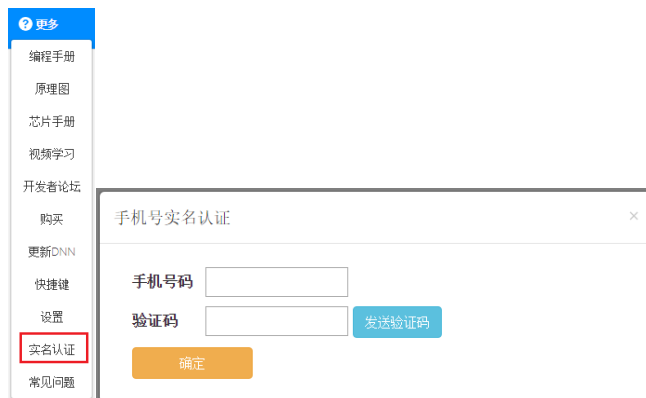 更多
编程手册
原理图
芯片手册
视频学习
开发者论坛
购买
更新DNN
快捷键
设置
实名认证
常见问题
手机号实名认证 ×
手机号码
验证码 发送验证码
确定